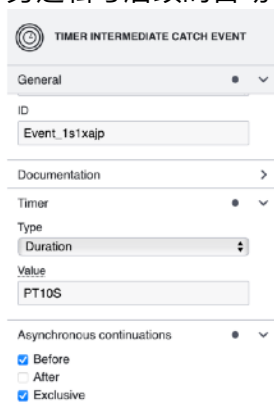 TIMER INTERMEDIATE CATCH EVENT
General
ID
Event_1s1xajp
Documentation
Timer
Type
Duration
Value
PT10S
Asynchronous continuations
Before
After
Exclusive